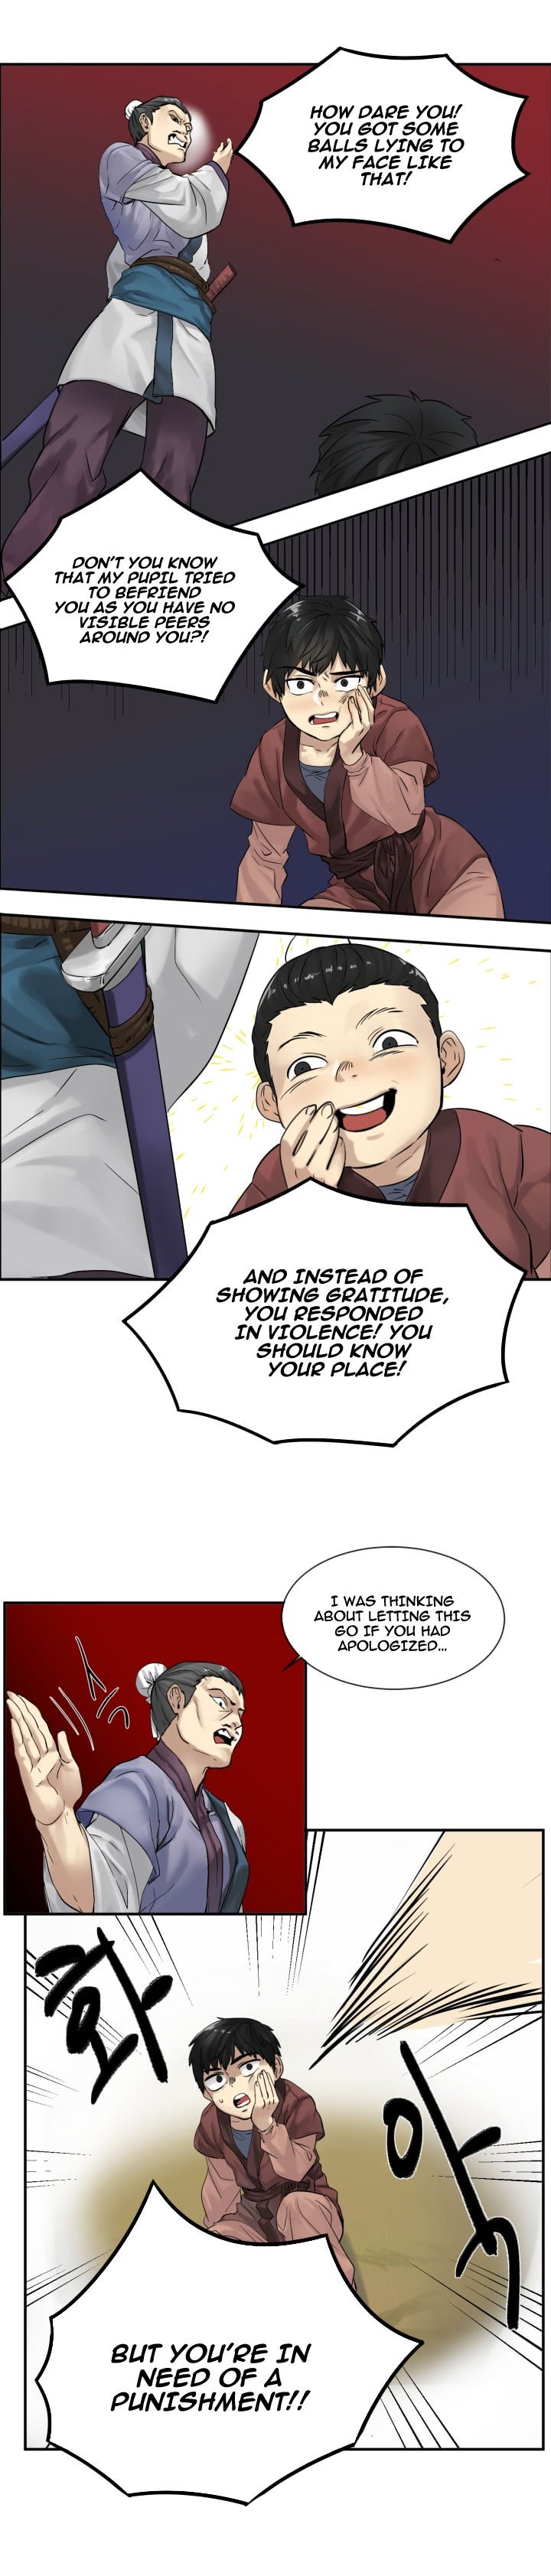 HOW DARE YOU!
YOU GOT SOME
BALLS LYING TO
MY FACE LIKE
THAT!
DON'T YOU KNOW
THAT MY PUPIL TRIED
TO BEFRIEND
YOU AS YOU HAVE NO
VISIBLE PEERS
AROUND YOU?!
AND INSTEAD OF
SHOWING GRATITUDE,
YOU RESPONDED
IN VIOLENCE! YOU
SHOULD KNOW
YOUR PLACE!
I WAS THINKING
ABOUT LETTING THIS
GO IF YOU HAD
APOLOGIZED...
화
악
BUT YOU'RE IN
NEED OF A
PUNISHMENT!!